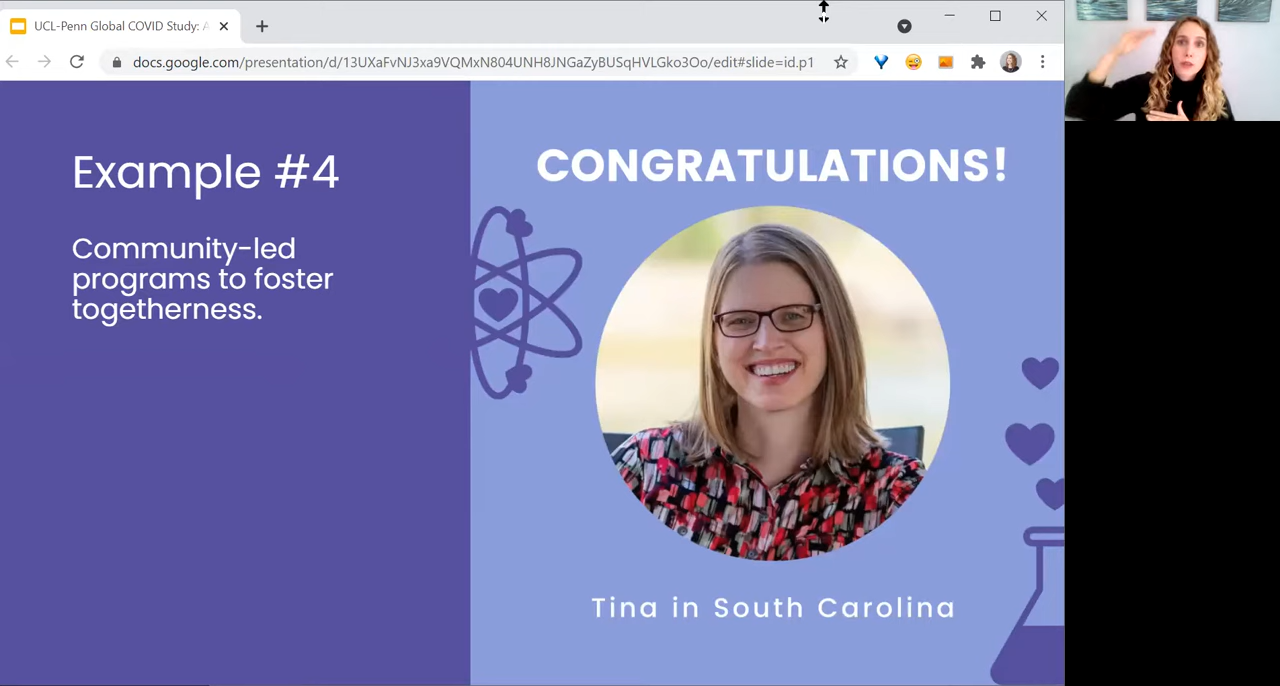 UCL-Penn Global COVID Study: A
docs.google.com/presentation/d/13UXaFvNJ3xa9VQMxN804UNH8JNGaZyBUSqHVLGko3Oo/edit#slide=id.p1
Example #4
Community-led
programs to foster
togetherness.
CONGRATULATIONS!
Tina in South Carolina